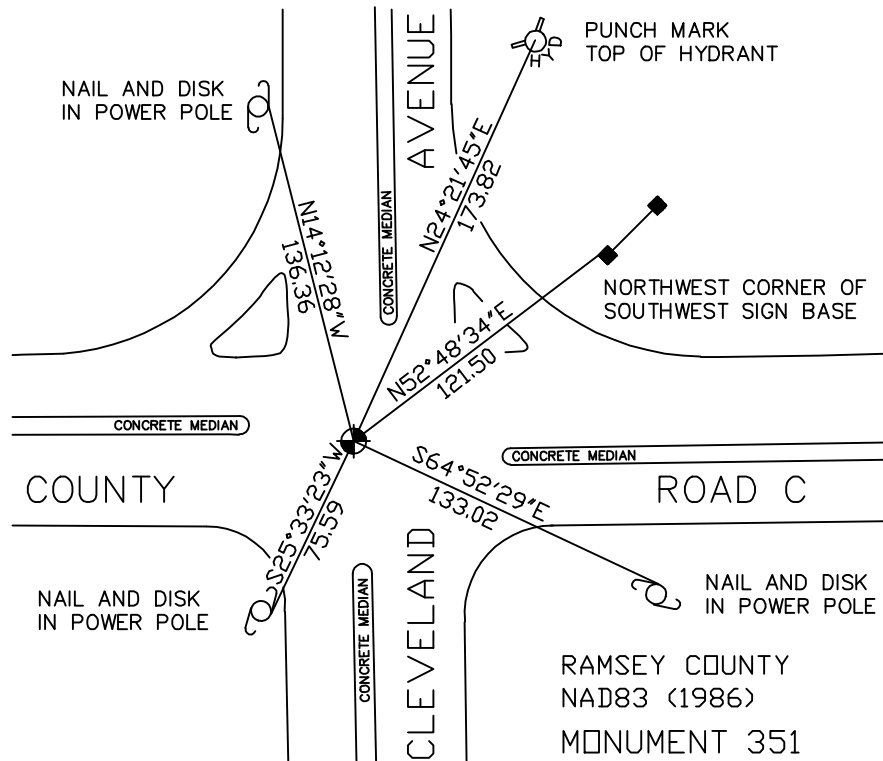 PUNCH MARK
TOP OF HYDRANT
HYD
NAIL AND DISK
IN POWER POLE
AVENUE
CONCRETE MEDIAN
N24°21'45"E
173.82
N14°12'28"W
136.36
NORTHWEST CORNER OF
SOUTHWEST SIGN BASE
N52°48'34"E
121.50
CONCRETE MEDIAN
CONCRETE MEDIAN
COUNTY
ROAD C
S64°52'29"E
133.02
S25°33'23"W
75.59
CLEVELAND
CONCRETE MEDIAN
NAIL AND DISK
IN POWER POLE
NAIL AND DISK
IN POWER POLE
RAMSEY COUNTY
NAD83 (1986)
MONUMENT 351